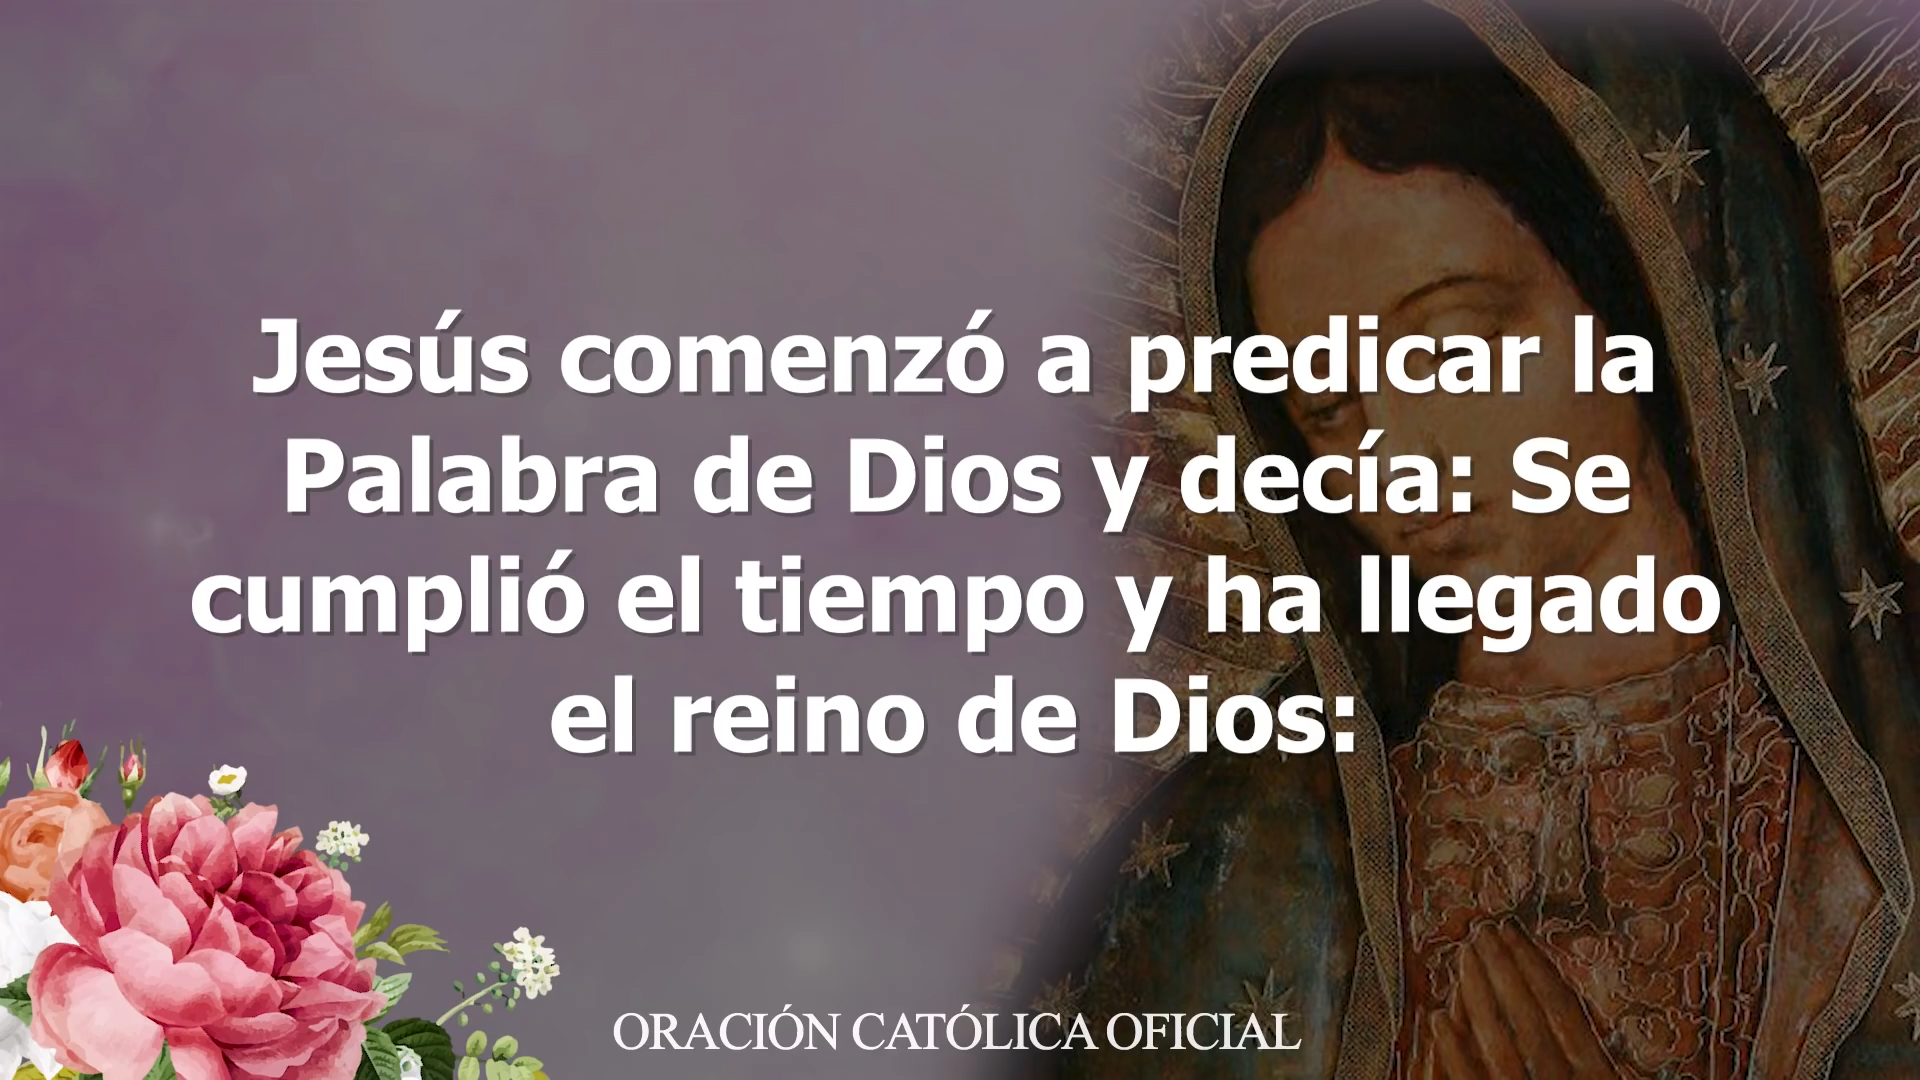 Jesús comenzó a predicar la
Palabra de Dios y decía: Se
cumplió el tiempo y ha llegado
el reino de Dios:
ORACIÓN CATÓLICA OFICIAL